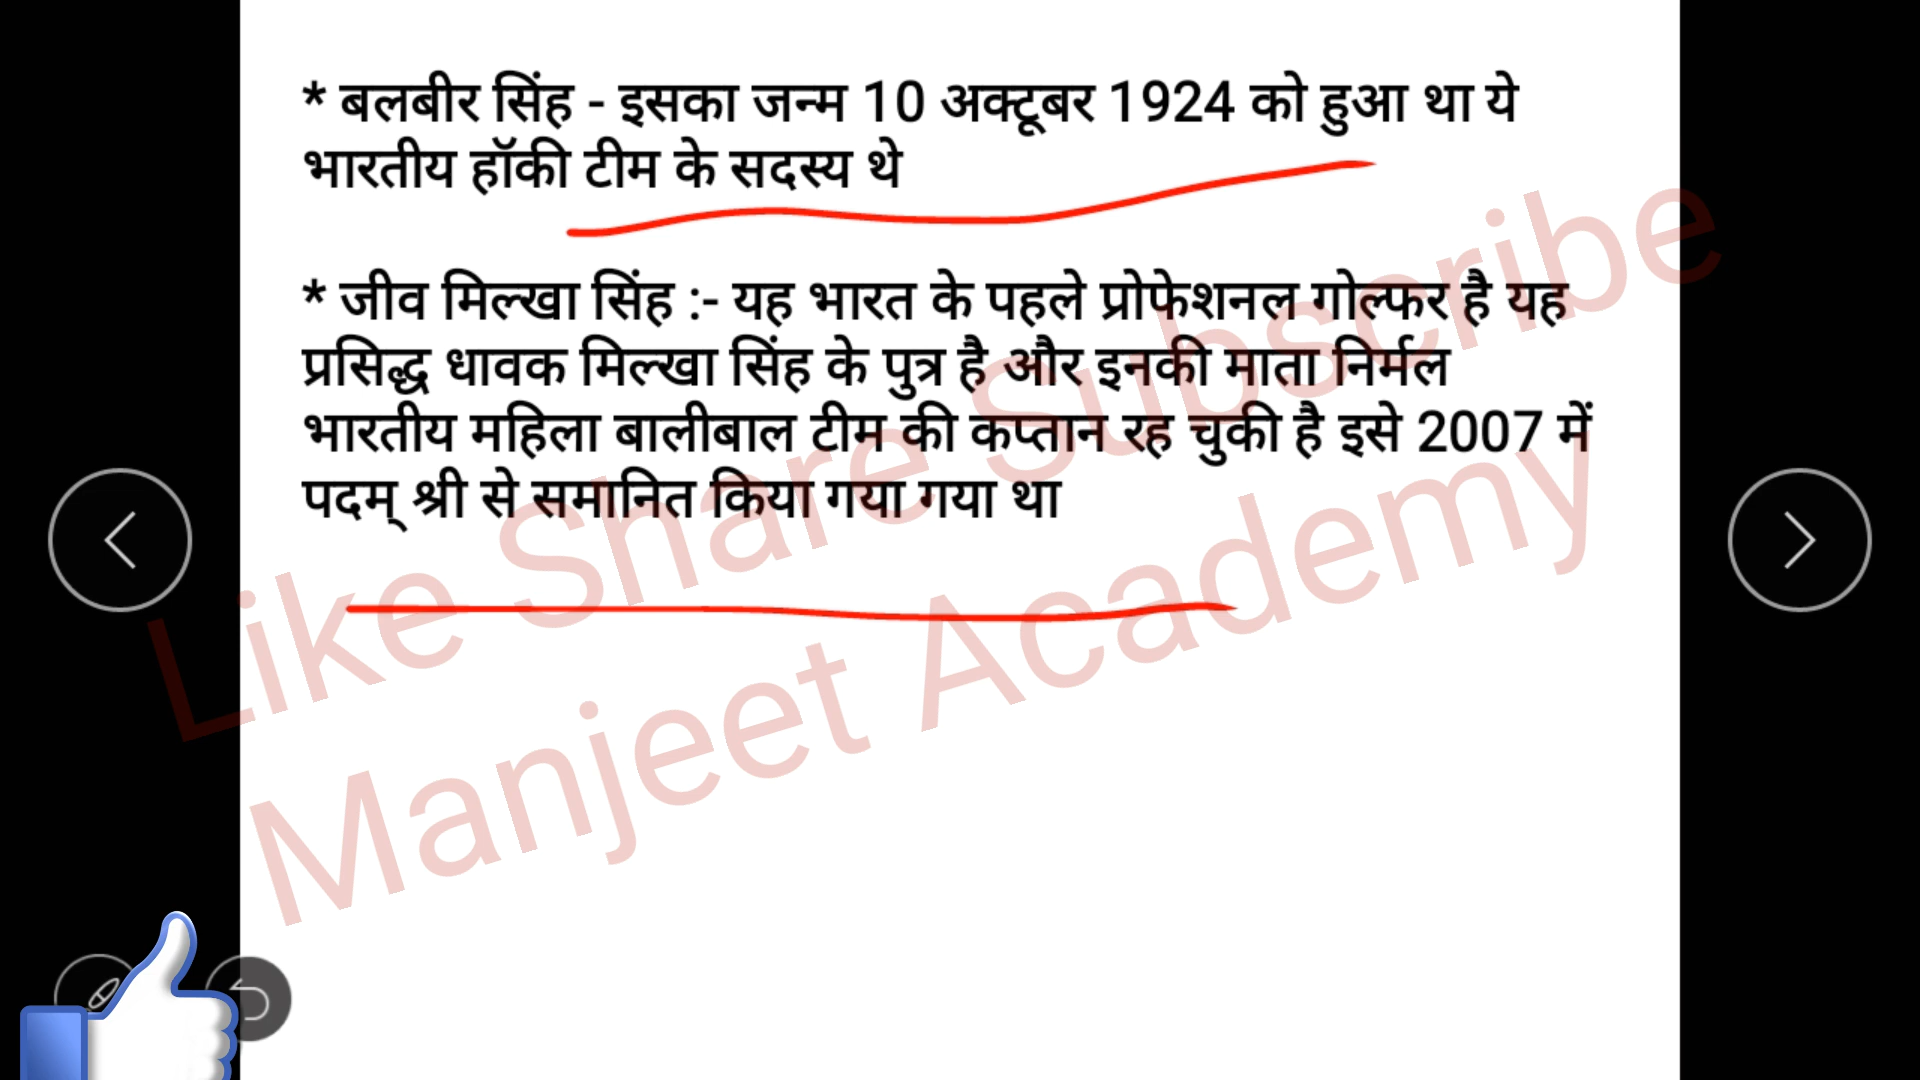 * बलबीर सिंह - इसका जन्म 10 अक्टूबर 1924 को हुआ था ये
भारतीय हॉकी टीम के सदस्य थे
* जीव मिल्खा सिंह :- यह भारत के पहले प्रोफेशनल गोल्फर है यह
प्रसिद्ध धावक मिल्खा सिंह के पुत्र है और इनकी माता निर्मल
भारतीय महिला बालीबाल टीम की कप्तान रह चुकी है इसे 2007 में
पदम् श्री से समानित किया गया गया था
Like Share Subscribe
Manjeet Academy